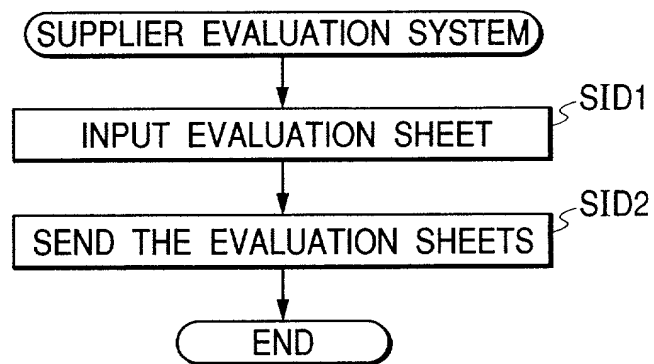 SUPPLIER EVALUATION SYSTEM
SID1
INPUT EVALUATION SHEET
SID2
SEND THE EVALUATION SHEETS
END